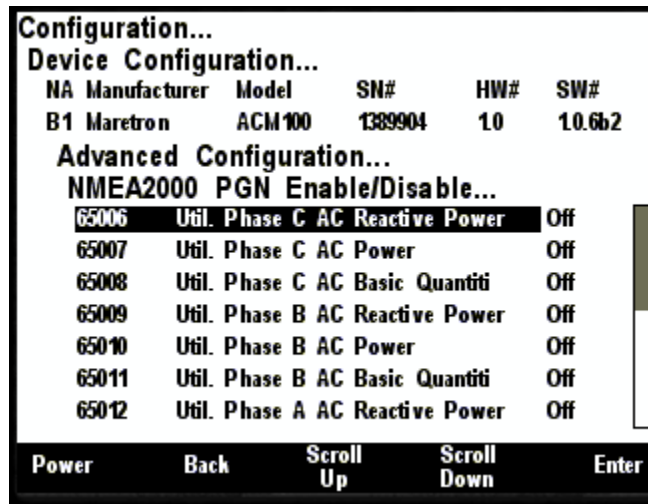 Configuration...
Device Configuration...
NA Manufacturer Model SN# HW# SW#
B1 Maretron ACM100 1389904 1.0 1.0.6b2
Advanced Configuration...
NMEA2000 PGN Enable/Disable...
65006 Util. Phase C AC Reactive Power Off
65007 Util. Phase C AC Power Off
65008 Util. Phase C AC Basic Quantiti Off
65009 Util. Phase B AC Reactive Power Off
65010 Util. Phase B AC Power Off
65011 Util. Phase B AC Basic Quantiti Off
65012 Util. Phase A AC Reactive Power Off
Power Back Scroll Up Scroll Down Enter